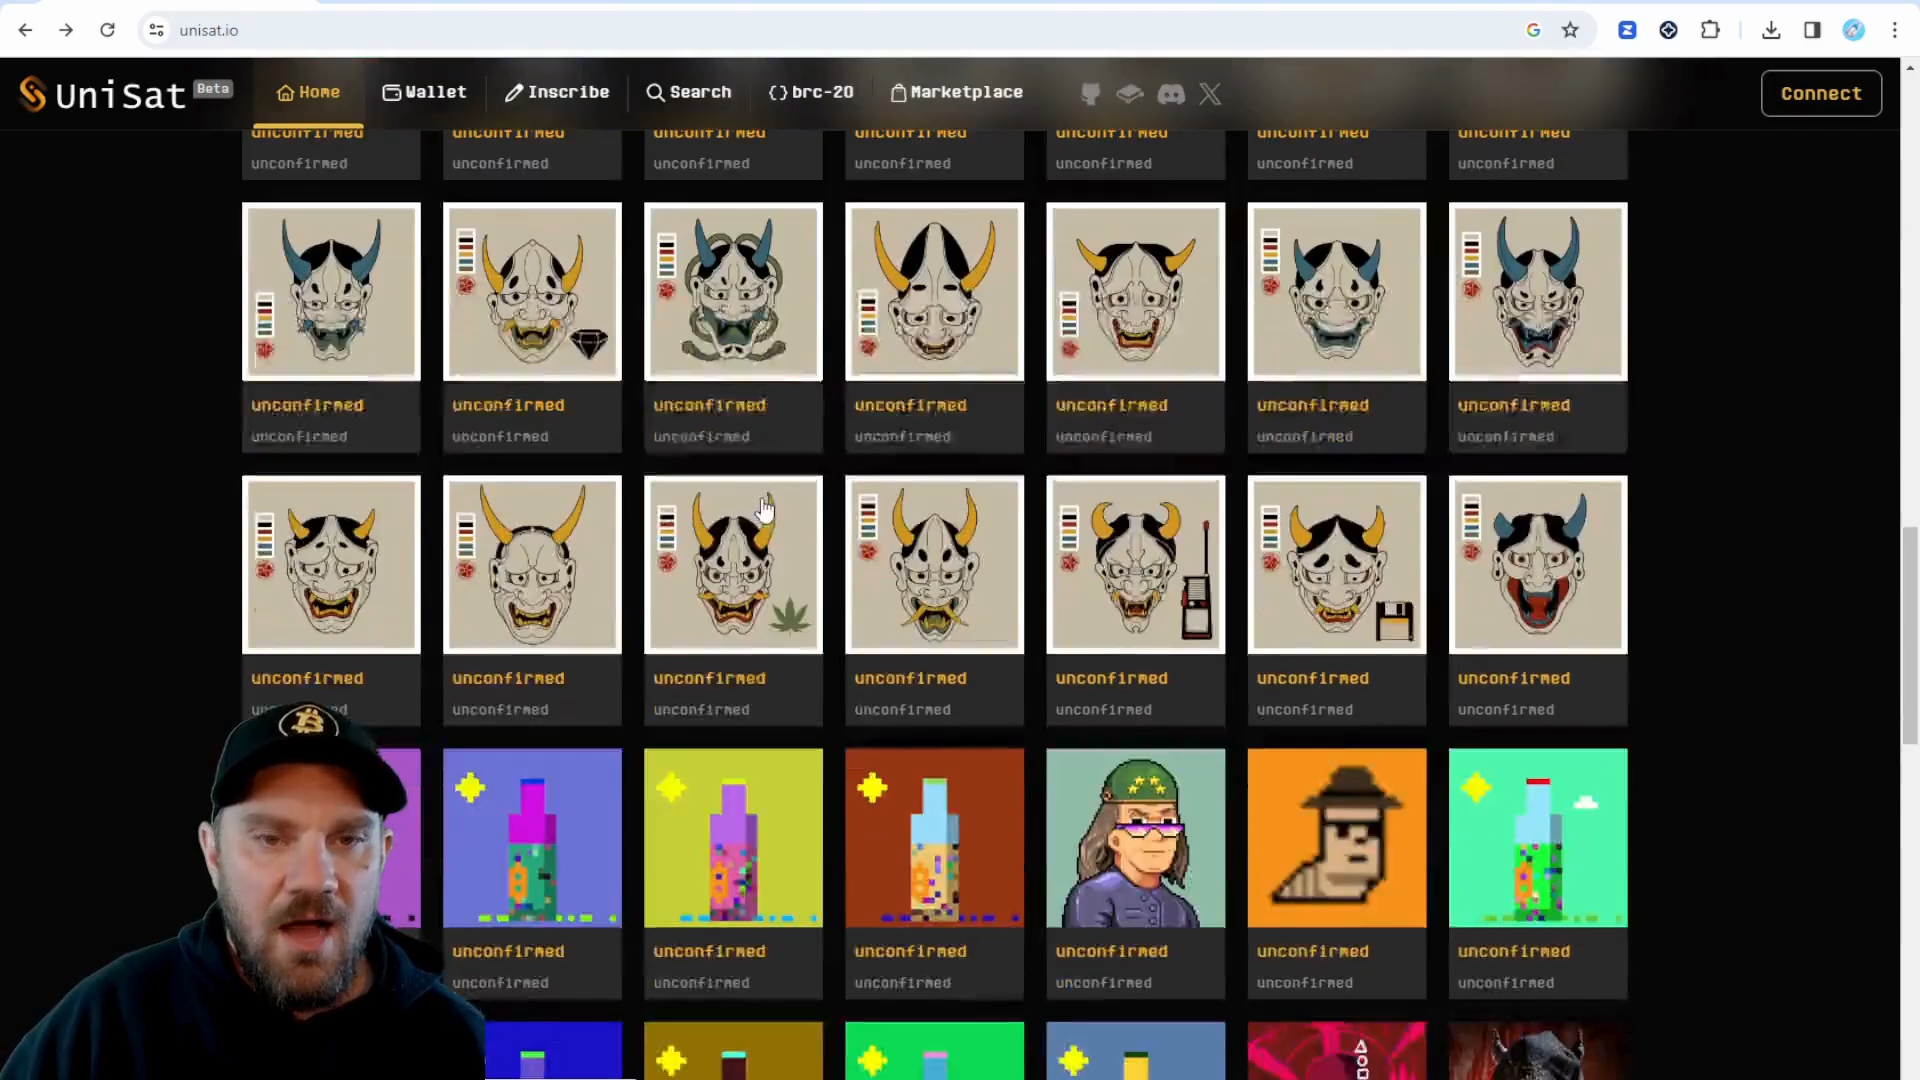 unisat.io
UniSat Beta
Home
Wallet
Inscribe
Search
brc-20
Marketplace
Connect
unconfirmed unconfirmed unconfirmed unconfirmed unconfirmed unconfirmed unconfirmed
unconfirmed unconfirmed unconfirmed unconfirmed unconfirmed unconfirmed unconfirmed
unconfirmed unconfirmed unconfirmed unconfirmed unconfirmed unconfirmed unconfirmed
unconfirmed unconfirmed unconfirmed unconfirmed unconfirmed unconfirmed unconfirmed
unconfirmed unconfirmed unconfirmed unconfirmed unconfirmed unconfirmed unconfirmed
unconfirmed unconfirmed unconfirmed unconfirmed unconfirmed unconfirmed unconfirmed
unconfirmed unconfirmed unconfirmed unconfirmed unconfirmed unconfirmed
unconfirmed unconfirmed unconfirmed unconfirmed unconfirmed unconfirmed